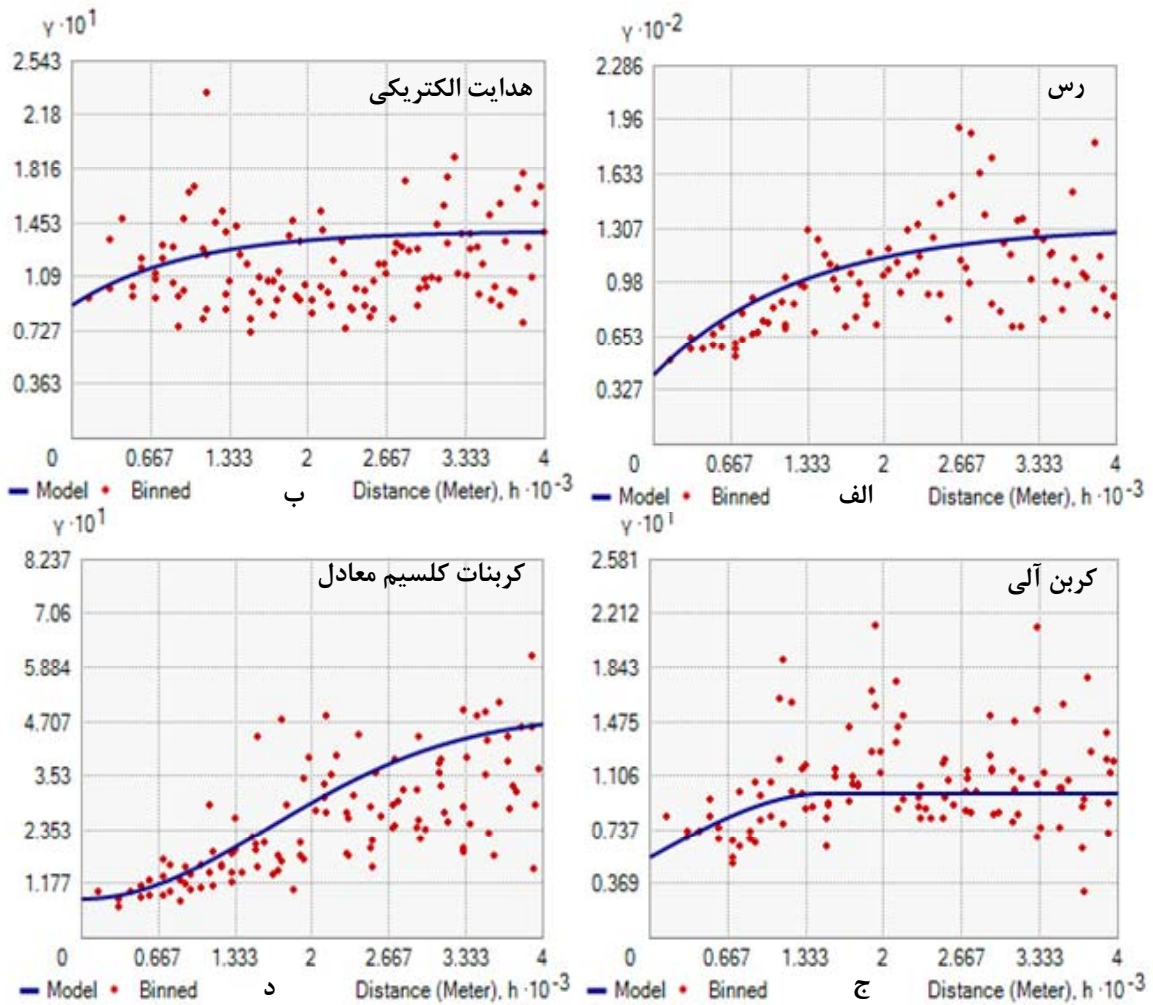 γ·10¹
2.543
2.18
1.816
1.453
1.09
0.727
0.363
هدایت الکتریکی
0 0.667 1.333 2 2.667 3.333 4
Model Binned Distance (Meter), h·10⁻³
ب
γ·10⁻²
2.286
1.96
1.633
1.307
0.98
0.653
0.327
رس
0 0.667 1.333 2 2.667 3.333 4
Model Binned Distance (Meter), h·10⁻³
الف
γ·10¹
8.237
7.06
5.884
4.707
3.53
2.353
1.177
کربنات کلسیم معادل
0 0.667 1.333 2 2.667 3.333 4
Model Binned Distance (Meter), h·10⁻³
د
γ·10¹
2.581
2.212
1.843
1.475
1.106
0.737
0.369
کربن آلی
0 0.667 1.333 2 2.667 3.333 4
Model Binned Distance (Meter), h·10⁻³
ج